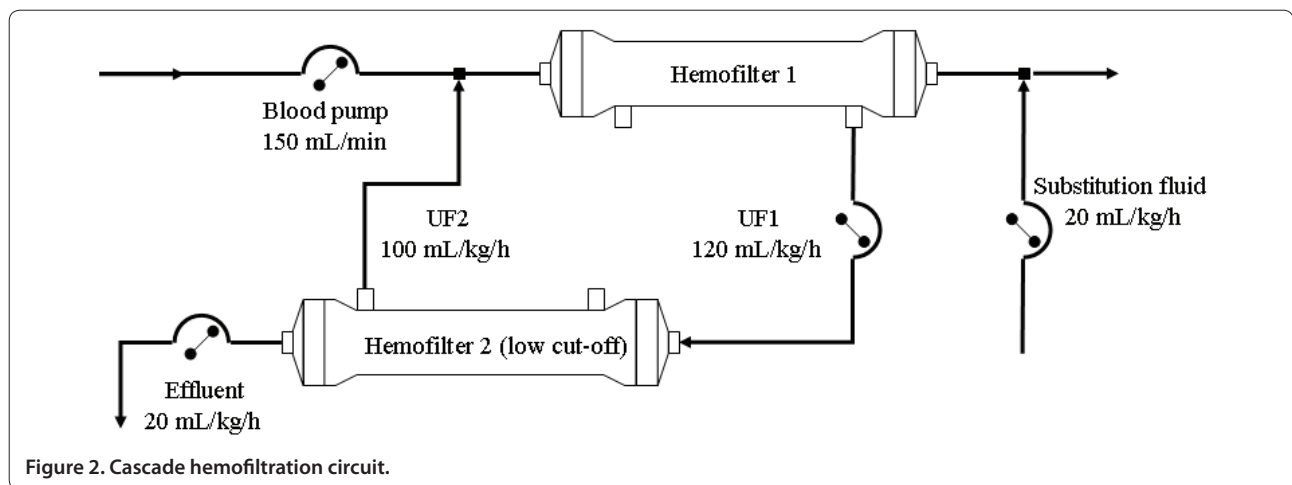 Hemofilter 1
Blood pump
150 mL/min
Substitution fluid
20 mL/kg/h
UF2
100 mL/kg/h
UF1
120 mL/kg/h
Hemofilter 2 (low cut-off)
Effluent
20 mL/kg/h
Figure 2. Cascade hemofiltration circuit.